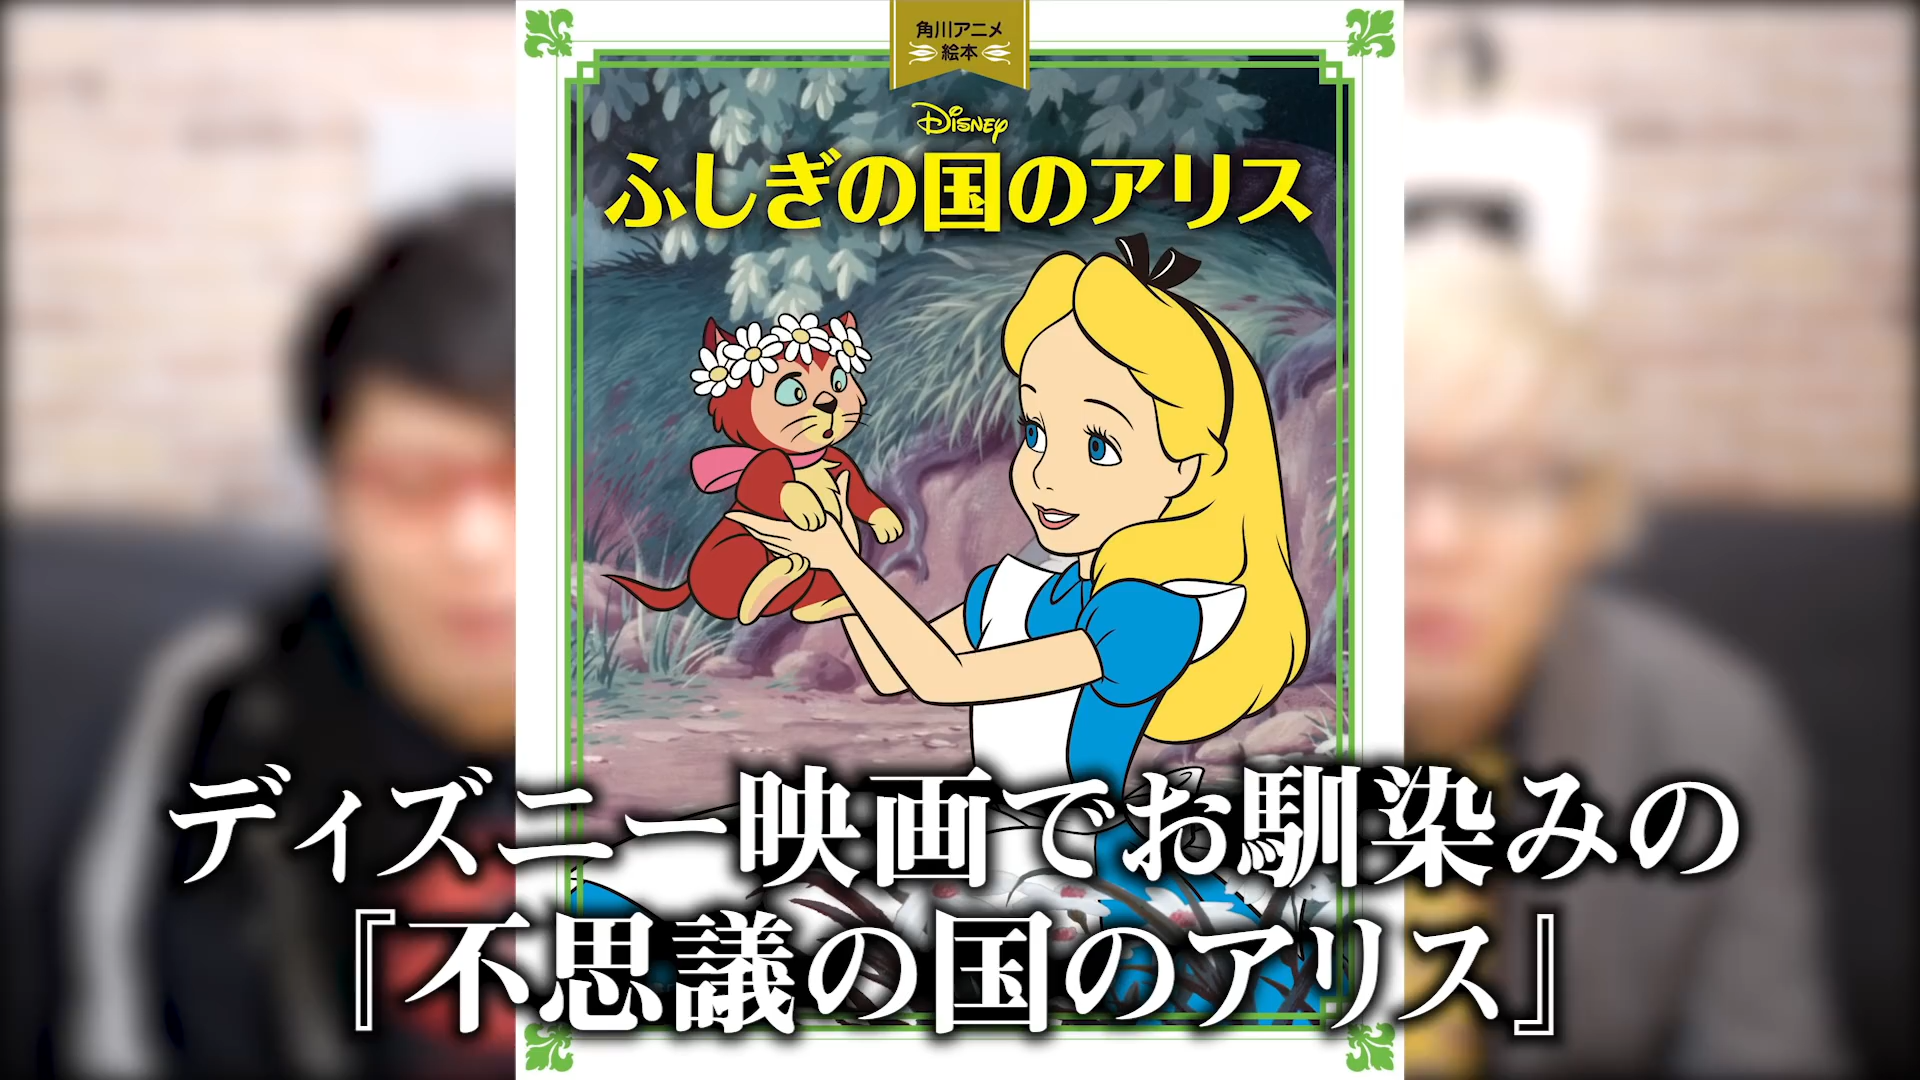 角川アニメ
絵本
Disney
ふしぎの国のアリス
ディズニー映画でお馴染みの
『不思議の国のアリス』